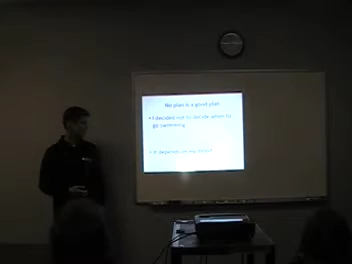 No plan is a good plan
• I decided not to decide when to
go swimming
• It depends on my mood